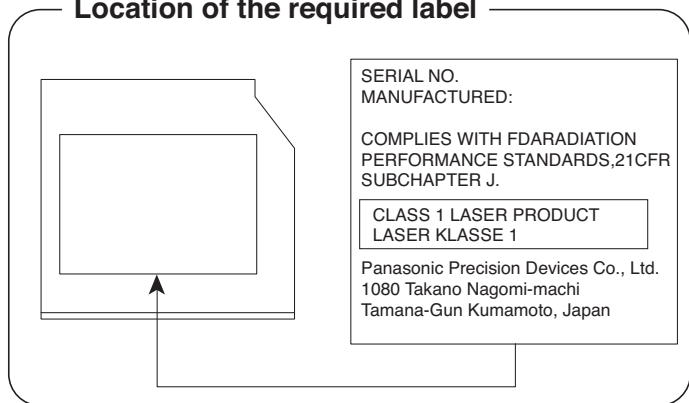 Location of the required label
SERIAL NO.
MANUFACTURED:
COMPLIES WITH FDARADIATION
PERFORMANCE STANDARDS,21CFR
SUBCHAPTER J.
CLASS 1 LASER PRODUCT
LASER KLASSE 1
Panasonic Precision Devices Co., Ltd.
1080 Takano Nagomi-machi
Tamana-Gun Kumamoto, Japan